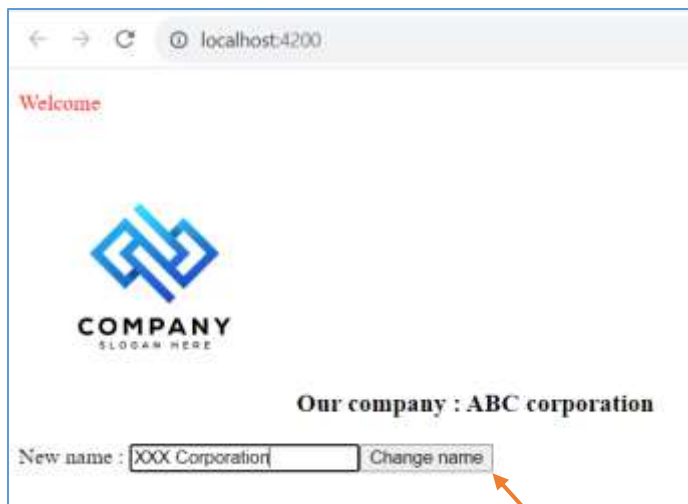 localhost:4200
Welcome
COMPANY
SLOGAN HERE
Our company : ABC corporation
New name : XXX Corporation Change name